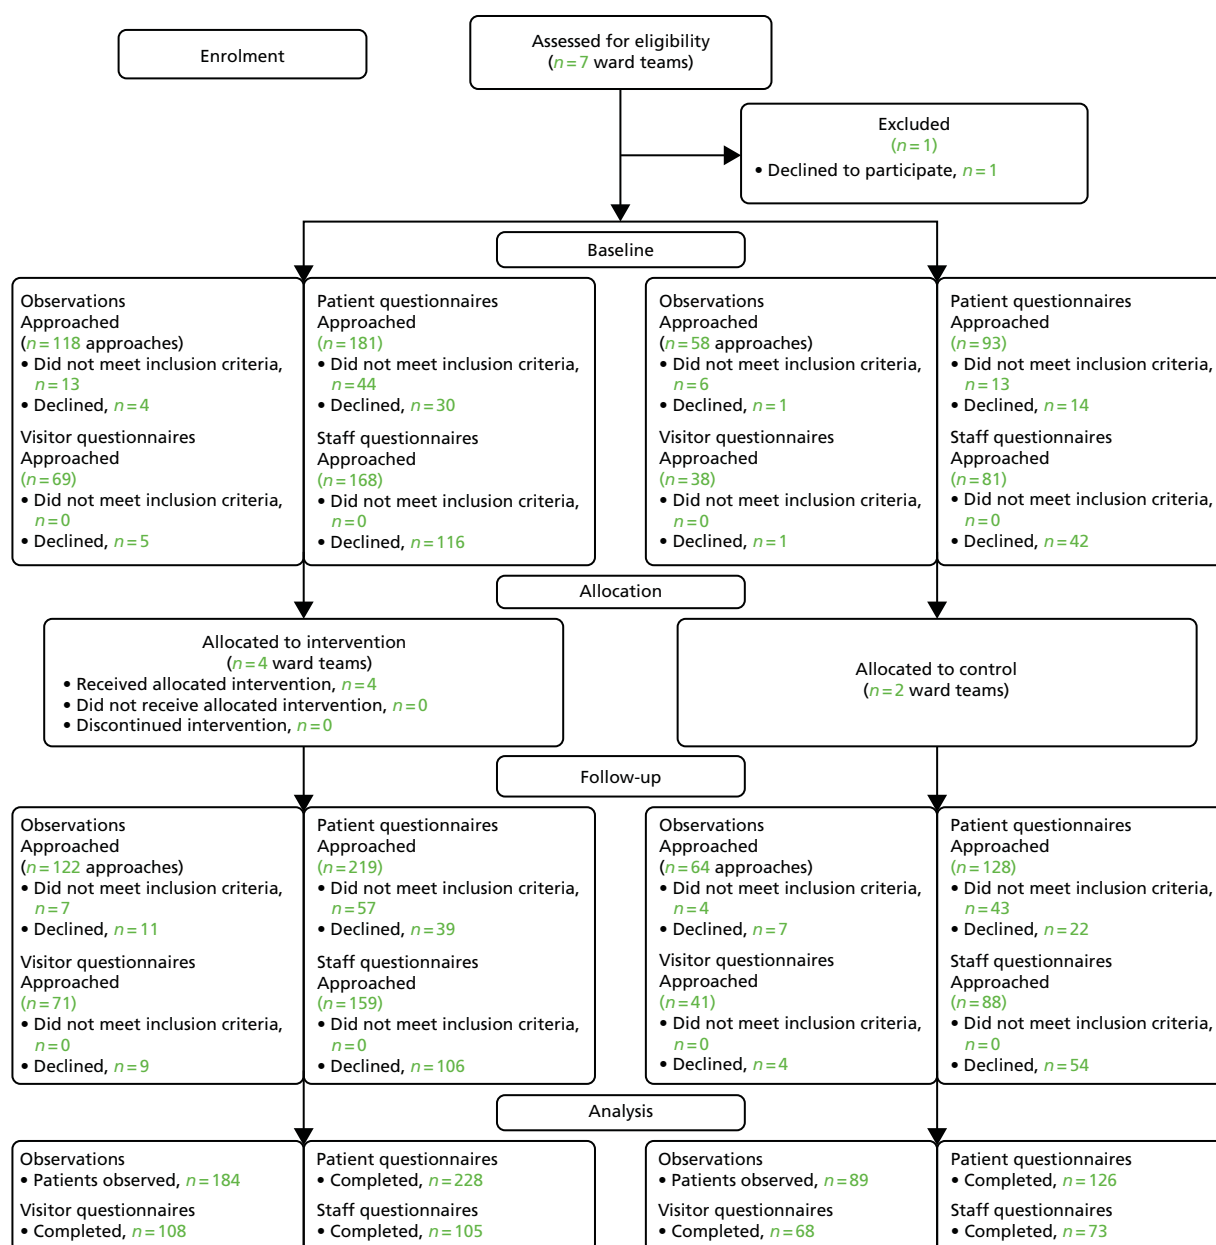 Enrolment
Assessed for eligibility
(n=7 ward teams)
Excluded
(n=1)
• Declined to participate, n=1
Baseline
Observations
Approached
(n=118 approaches)
• Did not meet inclusion criteria,
n=13
• Declined, n=4
Visitor questionnaires
Approached
(n=69)
• Did not meet inclusion criteria,
n=0
• Declined, n=5
Patient questionnaires
Approached
(n=181)
• Did not meet inclusion criteria,
n=44
• Declined, n=30
Staff questionnaires
Approached
(n=168)
• Did not meet inclusion criteria,
n=0
• Declined, n=116
Observations
Approached
(n=58 approaches)
• Did not meet inclusion criteria,
n=6
• Declined, n=1
Visitor questionnaires
Approached
(n=38)
• Did not meet inclusion criteria,
n=0
• Declined, n=1
Patient questionnaires
Approached
(n=93)
• Did not meet inclusion criteria,
n=13
• Declined, n=14
Staff questionnaires
Approached
(n=81)
• Did not meet inclusion criteria,
n=0
• Declined, n=42
Allocation
Allocated to intervention
(n=4 ward teams)
• Received allocated intervention, n=4
• Did not receive allocated intervention, n=0
• Discontinued intervention, n=0
Allocated to control
(n=2 ward teams)
Follow-up
Observations
Approached
(n=122 approaches)
• Did not meet inclusion criteria,
n=7
• Declined, n=11
Visitor questionnaires
Approached
(n=71)
• Did not meet inclusion criteria,
n=0
• Declined, n=9
Patient questionnaires
Approached
(n=219)
• Did not meet inclusion criteria,
n=57
• Declined, n=39
Staff questionnaires
Approached
(n=159)
• Did not meet inclusion criteria,
n=0
• Declined, n=106
Observations
Approached
(n=64 approaches)
• Did not meet inclusion criteria,
n=4
• Declined, n=7
Visitor questionnaires
Approached
(n=41)
• Did not meet inclusion criteria,
n=0
• Declined, n=4
Patient questionnaires
Approached
(n=128)
• Did not meet inclusion criteria,
n=43
• Declined, n=22
Staff questionnaires
Approached
(n=88)
• Did not meet inclusion criteria,
n=0
• Declined, n=54
Analysis
Observations
• Patients observed, n=184
Visitor questionnaires
• Completed, n=108
Patient questionnaires
• Completed, n=228
Staff questionnaires
• Completed, n=105
Observations
• Patients observed, n=89
Visitor questionnaires
• Completed, n=68
Patient questionnaires
• Completed, n=126
Staff questionnaires
• Completed, n=73